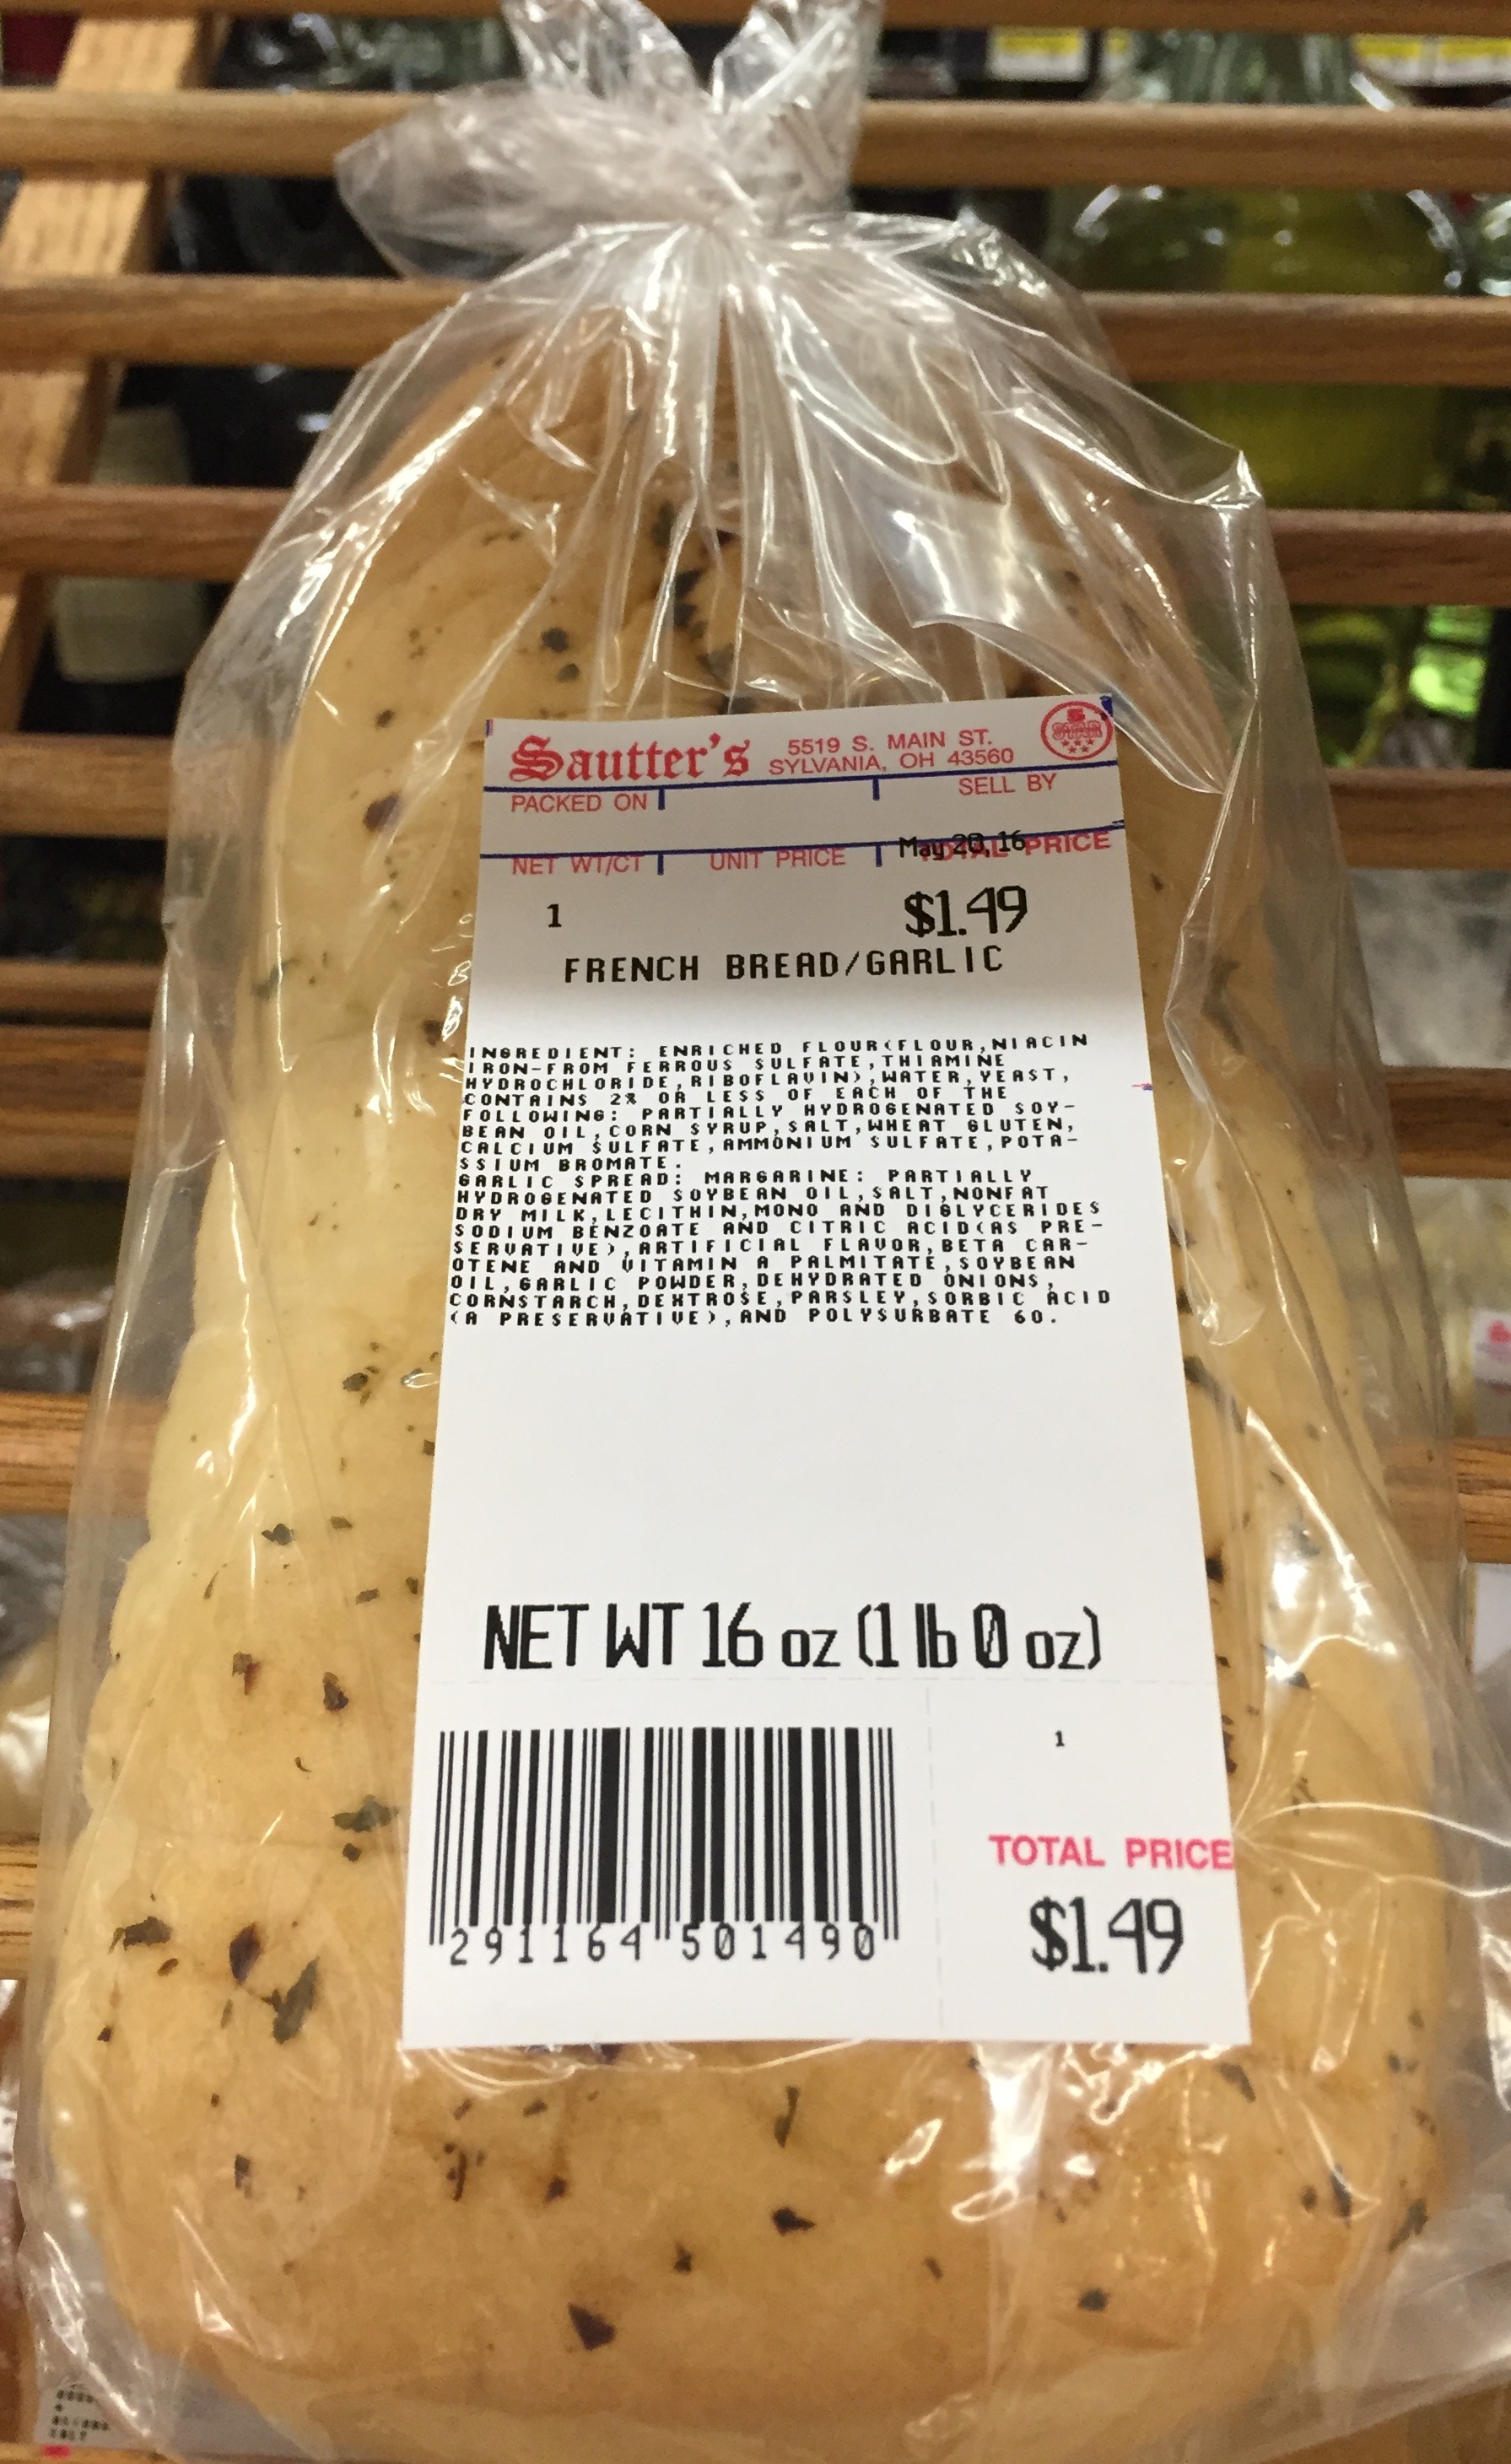 Sautter's
5519 S. MAIN ST.
SYLVANIA, OH 43560
5
STAR
PACKED ON
SELL BY
May 20, 16
NET WT/CT
UNIT PRICE
TOTAL PRICE
1
$1.49
FRENCH BREAD/GARLIC
INGREDIENT: ENRICHED FLOUR(FLOUR,NIACIN
IRON-FROM FERROUS SULFATE,THIAMINE
HYDROCHLORIDE,RIBOFLAVIN),WATER,YEAST,
CONTAINS 2% OR LESS OF EACH OF THE
FOLLOWING: PARTIALLY HYDROGENATED SOY-
BEAN OIL,CORN SYRUP,SALT,WHEAT GLUTEN,
CALCIUM SULFATE,AMMONIUM SULFATE,POTA-
SSIUM BROMATE.
GARLIC SPREAD: MARGARINE: PARTIALLY
HYDROGENATED SOYBEAN OIL,SALT,NONFAT
DRY MILK,LECITHIN,MONO AND DIGLYCERIDES
SODIUM BENZOATE AND CITRIC ACID(AS PRE-
SERVATIVE),ARTIFICIAL FLAVOR,BETA CAR-
OTENE AND VITAMIN A PALMITATE,SOYBEAN
OIL,GARLIC POWDER,DEHYDRATED ONIONS,
CORNSTARCH,DEXTROSE,PARSLEY,SORBIC ACID
(A PRESERVATIVE),AND POLYSURBATE 60.
NET WT 16 oz (1 lb 0 oz)
1
TOTAL PRICE
$1.49
291164 501490